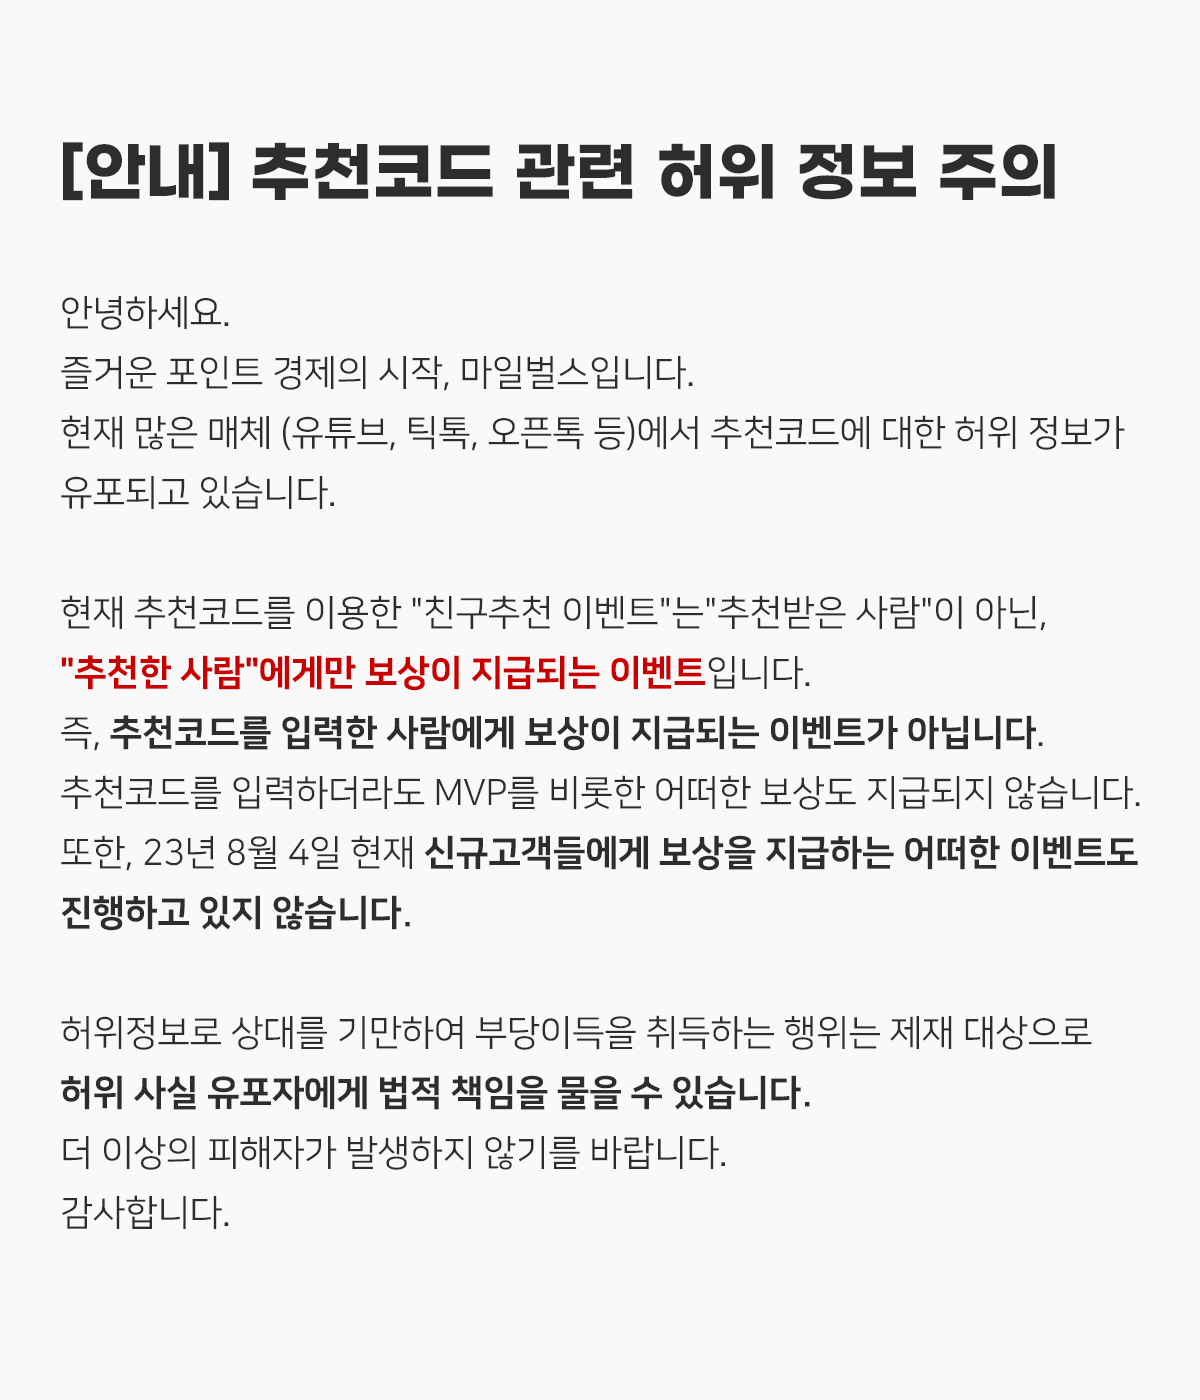 [안내] 추천코드 관련 허위 정보 주의
안녕하세요.
즐거운 포인트 경제의 시작, 마일벌스입니다.
현재 많은 매체 (유튜브, 틱톡, 오픈톡 등)에서 추천코드에 대한 허위 정보가
유포되고 있습니다.
현재 추천코드를 이용한 "친구추천 이벤트"는"추천받은 사람"이 아닌,
"추천한 사람"에게만 보상이 지급되는 이벤트입니다.
즉, 추천코드를 입력한 사람에게 보상이 지급되는 이벤트가 아닙니다.
추천코드를 입력하더라도 MVP를 비롯한 어떠한 보상도 지급되지 않습니다.
또한, 23년 8월 4일 현재 신규고객들에게 보상을 지급하는 어떠한 이벤트도
진행하고 있지 않습니다.
허위정보로 상대를 기만하여 부당이득을 취득하는 행위는 제재 대상으로
허위 사실 유포자에게 법적 책임을 물을 수 있습니다.
더 이상의 피해자가 발생하지 않기를 바랍니다.
감사합니다.